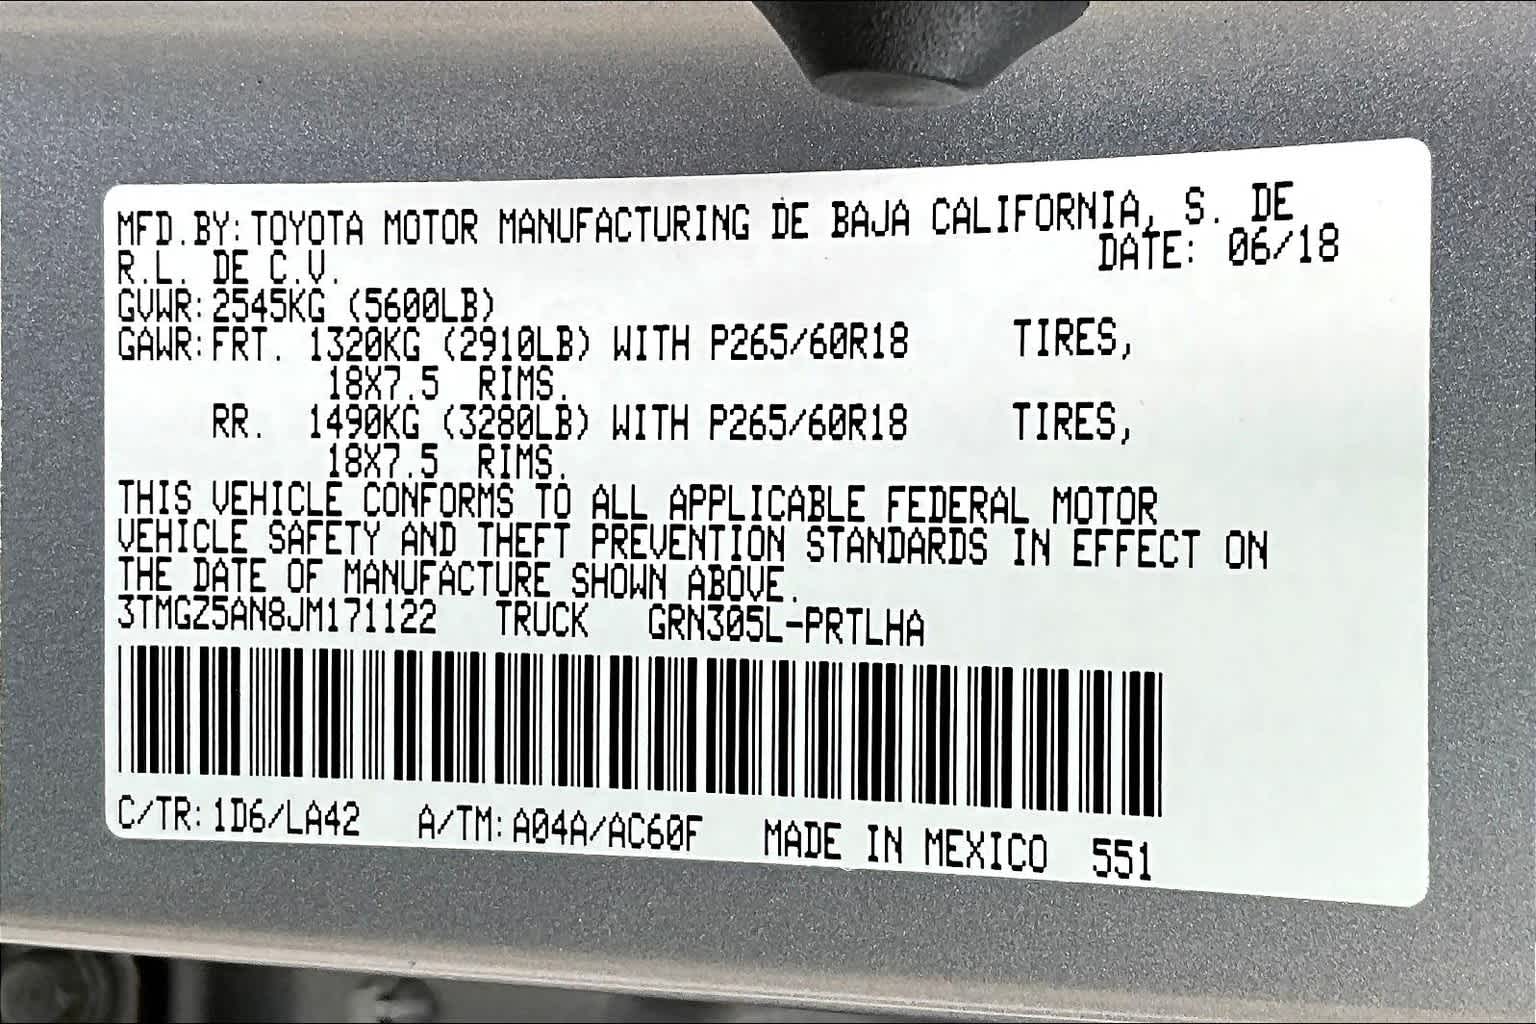 MFD.BY: TOYOTA MOTOR MANUFACTURING DE BAJA CALIFORNIA, S. DE
R.L. DE C.V. DATE: 06/18
GVWR: 2545KG (5600LB)
GAWR: FRT. 1320KG (2910LB) WITH P265/60R18 TIRES,
18X7.5 RIMS.
RR. 1490KG (3280LB) WITH P265/60R18 TIRES,
18X7.5 RIMS.
THIS VEHICLE CONFORMS TO ALL APPLICABLE FEDERAL MOTOR
VEHICLE SAFETY AND THEFT PREVENTION STANDARDS IN EFFECT ON
THE DATE OF MANUFACTURE SHOWN ABOVE.
3TMGZ5AN8JM171122 TRUCK GRN305L-PRTLHA
C/TR: 1D6/LA42 A/TM: A04A/AC60F MADE IN MEXICO 551